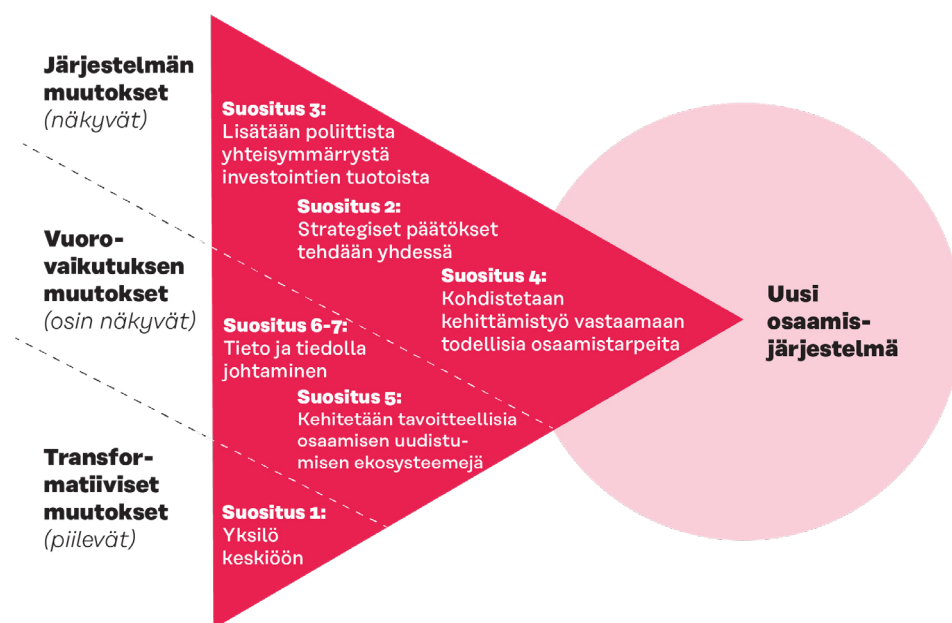 Järjestelmän
muutokset
(näkyvät)
Suositus 3:
Lisätään poliittista
yhteisymmärrystä
investointien tuotoista
Suositus 2:
Strategiset päätökset
tehdään yhdessä
Vuoro-
vaikutuksen
muutokset
(osin näkyvät)
Suositus 4:
Kohdistetaan
kehittämistyö vastaamaan
todellisia osaamistarpeita
Uusi
osaamis-
järjestelmä
Suositus 6-7:
Tieto ja tiedolla
johtaminen
Suositus 5:
Kehitetään tavoitteellisia
osaamisen uudistu-
misen ekosysteemejä
Transfor-
matiiviset
muutokset
(piilevät)
Suositus 1:
Yksilö
keskiöön